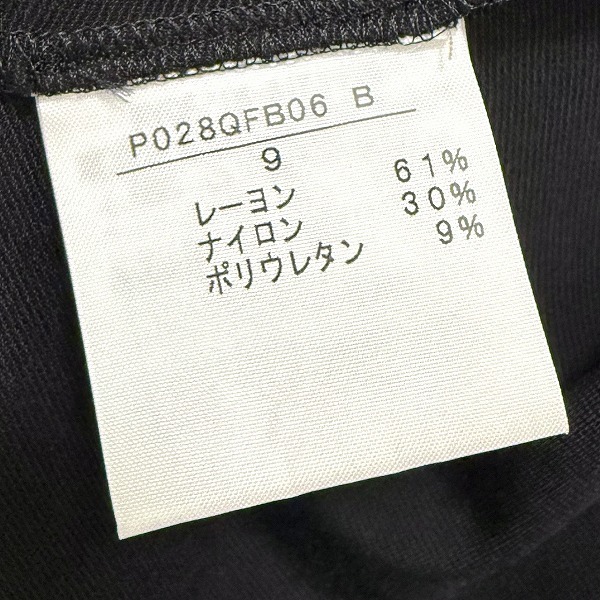 P028QFB06 B
9
レーヨン 61%
ナイロン 30%
ポリウレタン 9%